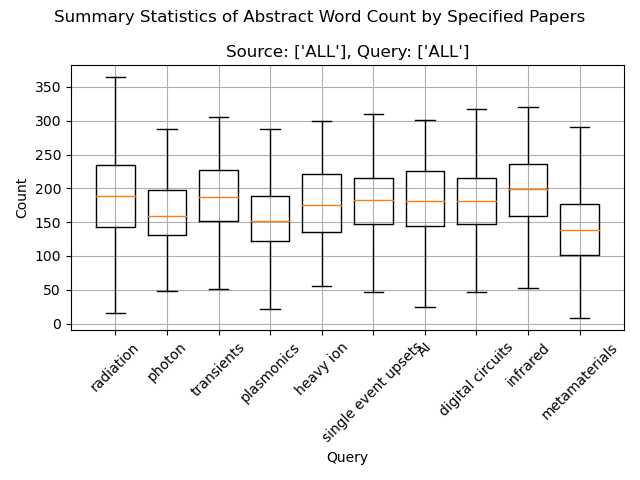 Summary Statistics of Abstract Word Count by Specified Papers
Source: ['ALL'], Query: ['ALL']
350
300
250
200
150
100
50
0
Count
radiation
photon
transients
plasmonics
heavy ion
single event upsets
AI
digital circuits
infrared
metamaterials
Query